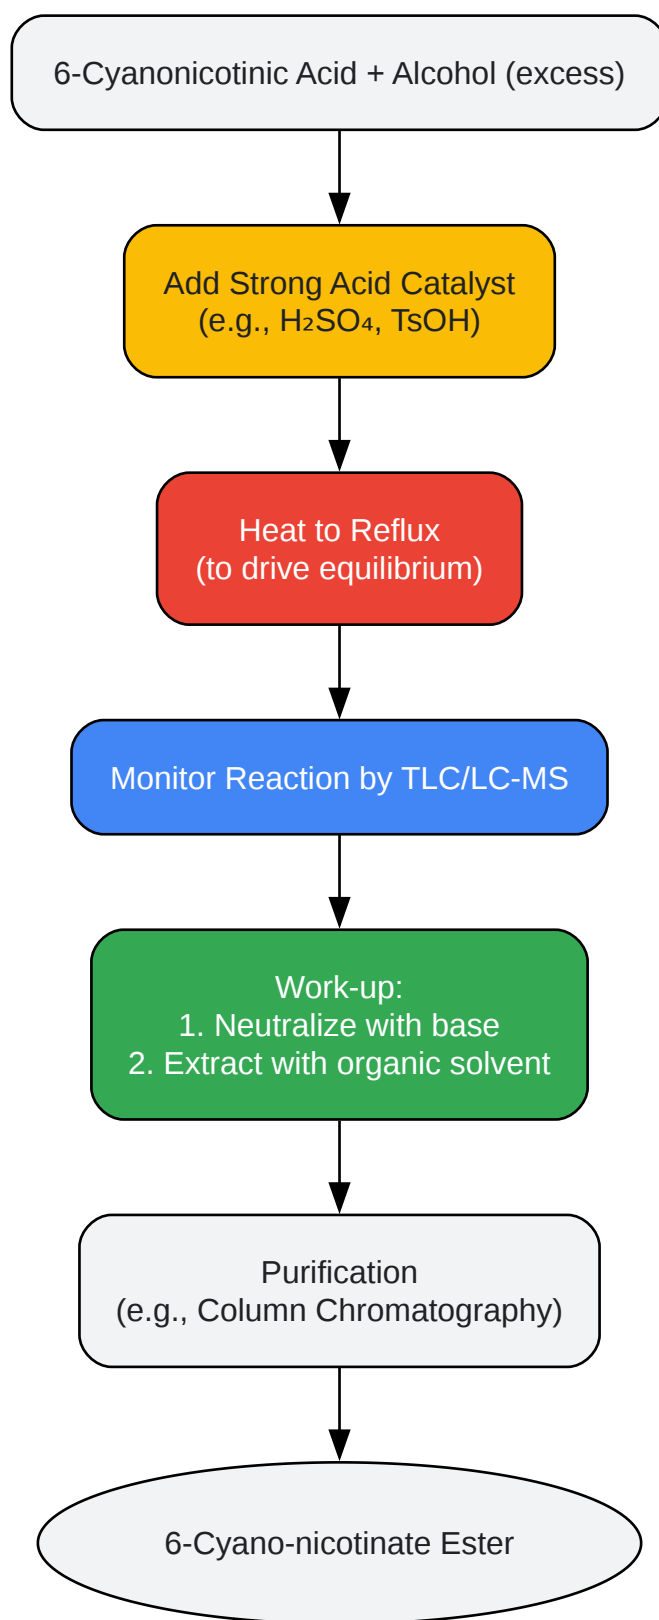 6-Cyanonicotinic Acid + Alcohol (excess)
Add Strong Acid Catalyst
(e.g., H₂SO₄, TsOH)
Heat to Reflux
(to drive equilibrium)
Monitor Reaction by TLC/LC-MS
Work-up:
1. Neutralize with base
2. Extract with organic solvent
Purification
(e.g., Column Chromatography)
6-Cyano-nicotinate Ester